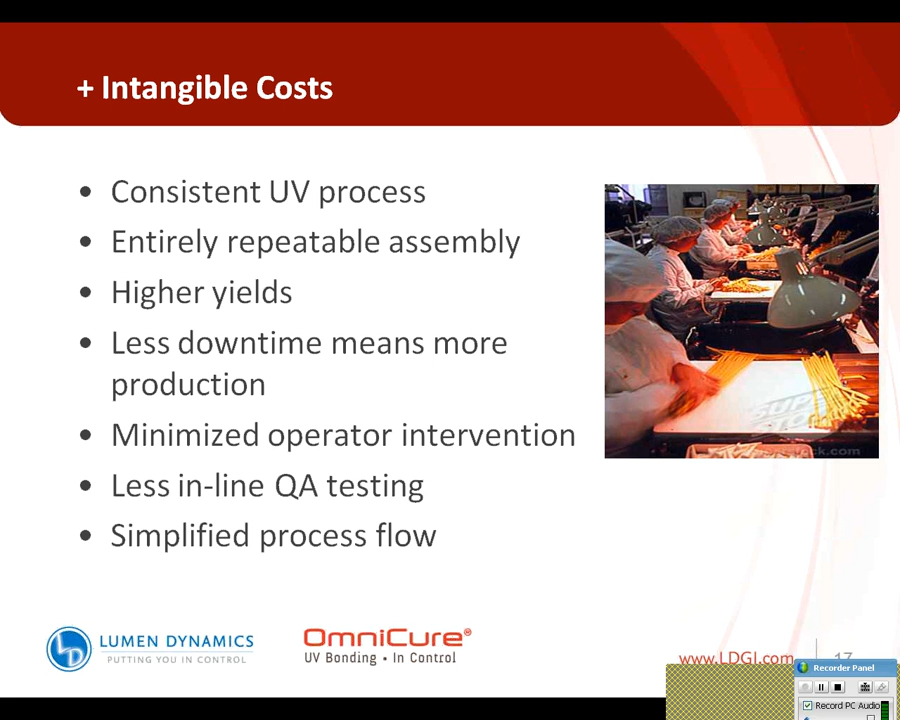 + Intangible Costs
• Consistent UV process
• Entirely repeatable assembly
• Higher yields
• Less downtime means more
production
• Minimized operator intervention
• Less in-line QA testing
• Simplified process flow
LUMEN DYNAMICS
PUTTING YOU IN CONTROL
OmniCure®
UV Bonding • In Control
www.LDGI.com
17
Recorder Panel
Record PC Audio